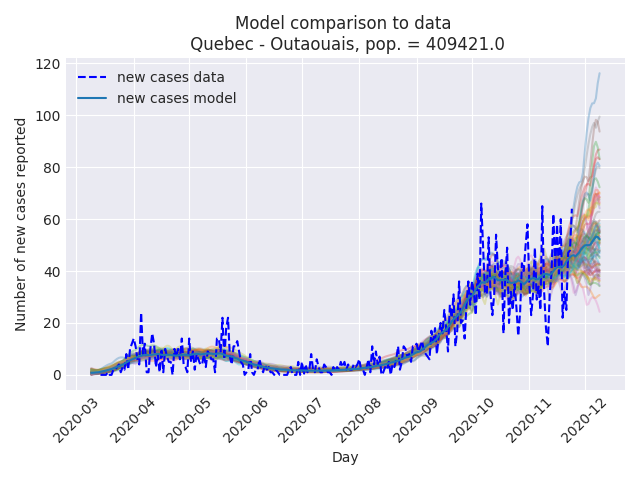 Model comparison to data
Quebec - Outaouais, pop. = 409421.0
120
100
80
60
40
20
0
Number of new cases reported
new cases data
new cases model
2020-03
2020-04
2020-05
2020-06
2020-07
2020-08
2020-09
2020-10
2020-11
2020-12
Day